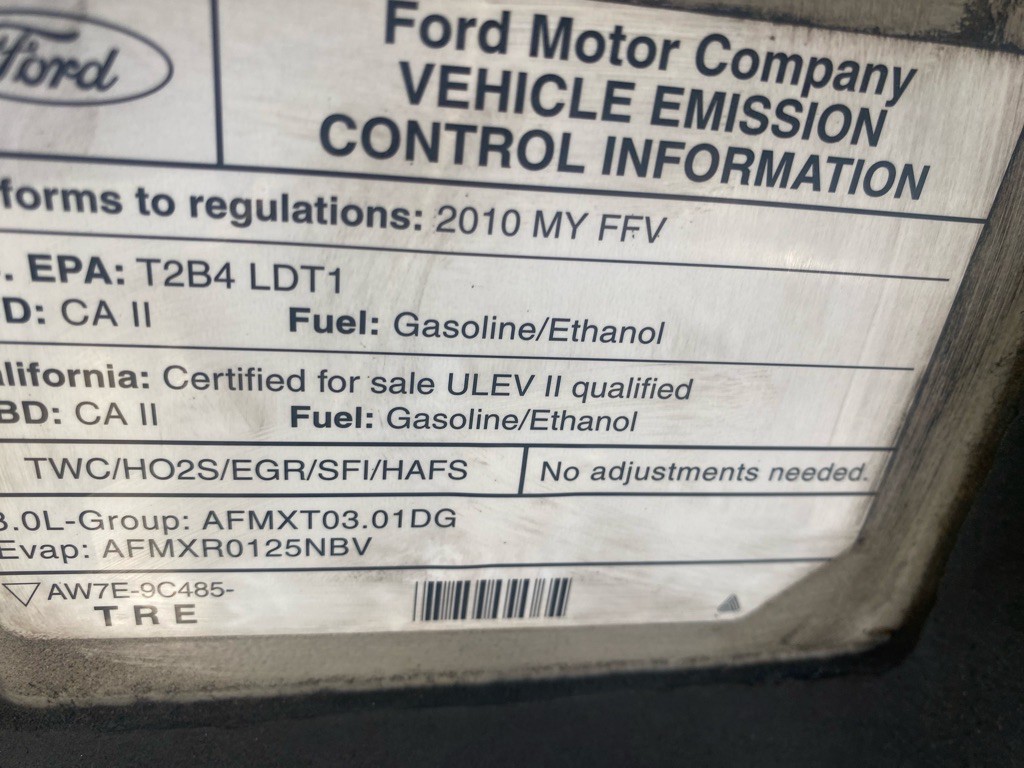 Ford
Ford Motor Company
VEHICLE EMISSION
CONTROL INFORMATION
forms to regulations: 2010 MY FFV
. EPA: T2B4 LDT1
D: CA II Fuel: Gasoline/Ethanol
lifornia: Certified for sale ULEV II qualified
BD: CA II Fuel: Gasoline/Ethanol
TWC/HO2S/EGR/SFI/HAFS No adjustments needed.
3.0L-Group: AFMXT03.01DG
Evap: AFMXR0125NBV
AW7E-9C485-
TRE